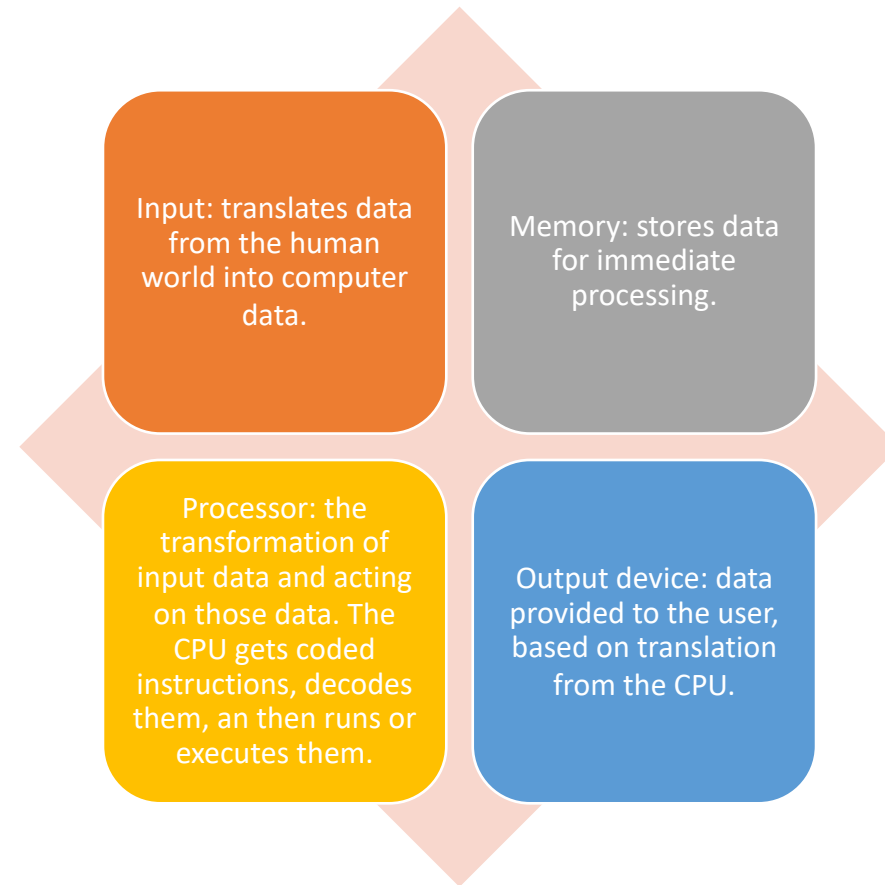 Input: translates data
from the human
world into computer
data.
Memory: stores data
for immediate
processing.
Processor: the
transformation of
input data and acting
on those data. The
CPU gets coded
instructions, decodes
them, an then runs or
executes them.
Output device: data
provided to the user,
based on translation
from the CPU.